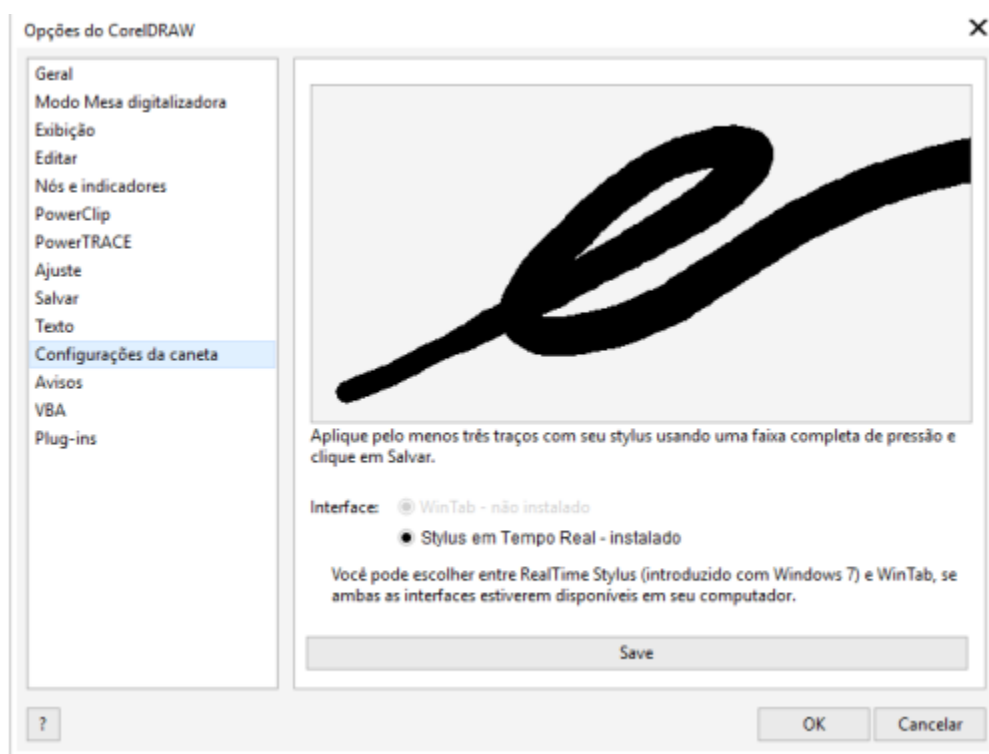 Opções do CorelDRAW
Geral
Modo Mesa digitalizadora
Exibição
Editar
Nós e indicadores
PowerClip
PowerTRACE
Ajuste
Salvar
Texto
Configurações da caneta
Avisos
VBA
Plug-ins
Aplique pelo menos três traços com seu stylus usando uma faixa completa de pressão e
clique em Salvar.
Interface: WinTab - não instalado
Stylus em Tempo Real - instalado
Você pode escolher entre RealTime Stylus (introduzido com Windows 7) e WinTab, se
ambas as interfaces estiverem disponíveis em seu computador.
Save
? OK Cancelar